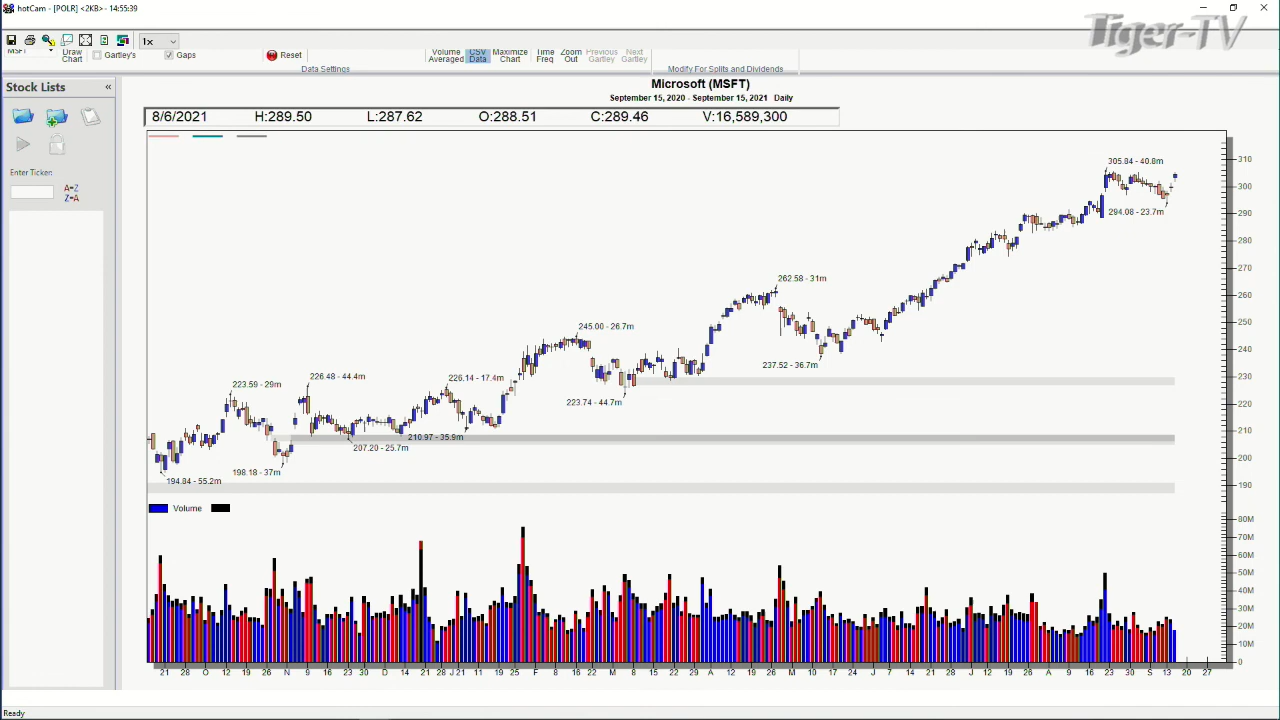 hotCam - [POLR] <2KB> - 14:55:39
Tiger-TV
1x
MSFT
Draw Chart
Gartley's
Gaps
Reset
Volume Averaged
CSV Data
Maximize Chart
Time Freq
Zoom Out
Previous Gartley
Next Gartley
Data Settings
Modify For Splits and Dividends
Stock Lists «
Enter Ticker:
A=Z
Z=A
Microsoft (MSFT)
September 15, 2020 - September 15, 2021 Daily
8/6/2021 H:289.50 L:287.62 O:288.51 C:289.46 V:16,589,300
305.84 - 40.8m
294.08 - 23.7m
262.58 - 31m
245.00 - 26.7m
237.52 - 36.7m
226.48 - 44.4m
226.14 - 17.4m
223.59 - 29m
223.74 - 44.7m
210.97 - 35.9m
207.20 - 25.7m
198.18 - 37m
194.84 - 55.2m
310
300
290
280
270
260
250
240
230
220
210
200
190
Volume
80M
70M
60M
50M
40M
30M
20M
10M
0
21 28 O 12 19 26 N 9 16 23 30 D 14 21 28 J 11 19 25 F 8 16 22 M 8 15 22 29 A 12 19 26 M 10 17 24 J 14 21 28 J 12 19 26 A 9 16 23 30 S 13 20 27
Ready